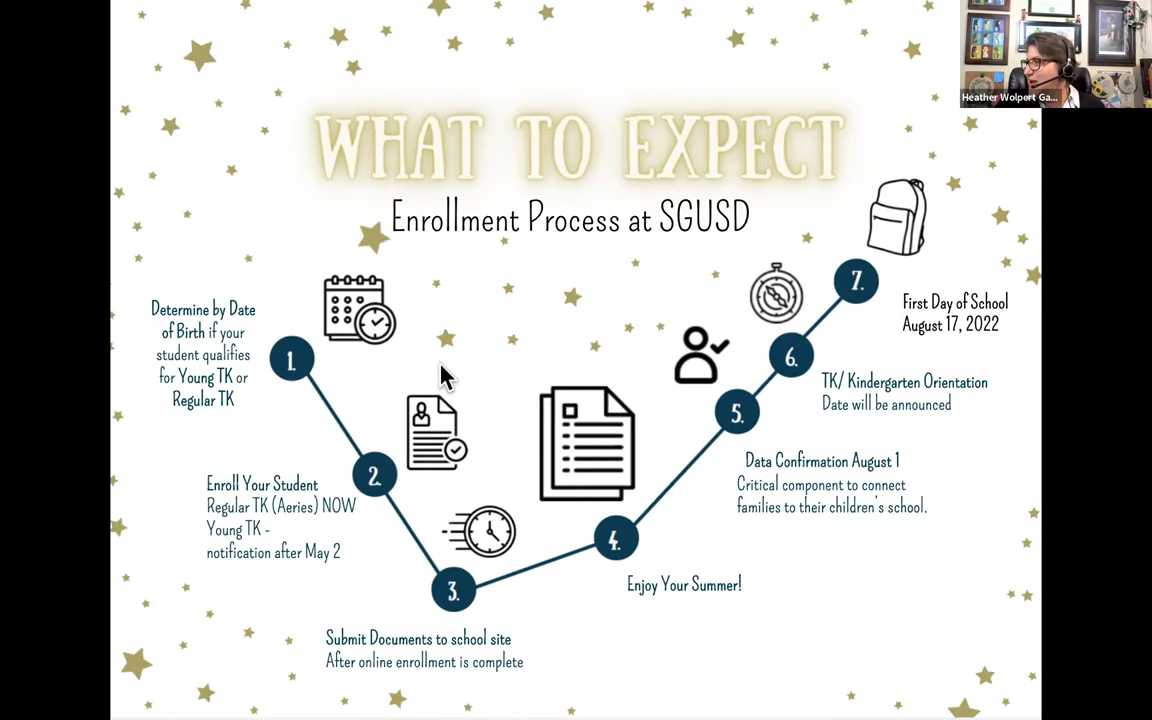 WHAT TO EXPECT
Enrollment Process at SGUSD
Heather Wolpert Ga...
1.
Determine by Date
of Birth if your
student qualifies
for Young TK or
Regular TK
2.
Enroll Your Student
Regular TK (Aeries) NOW
Young TK -
notification after May 2
3.
Submit Documents to school site
After online enrollment is complete
4.
Enjoy Your Summer!
5.
Data Confirmation August 1
Critical component to connect
families to their children's school.
6.
TK/ Kindergarten Orientation
Date will be announced
7.
First Day of School
August 17, 2022